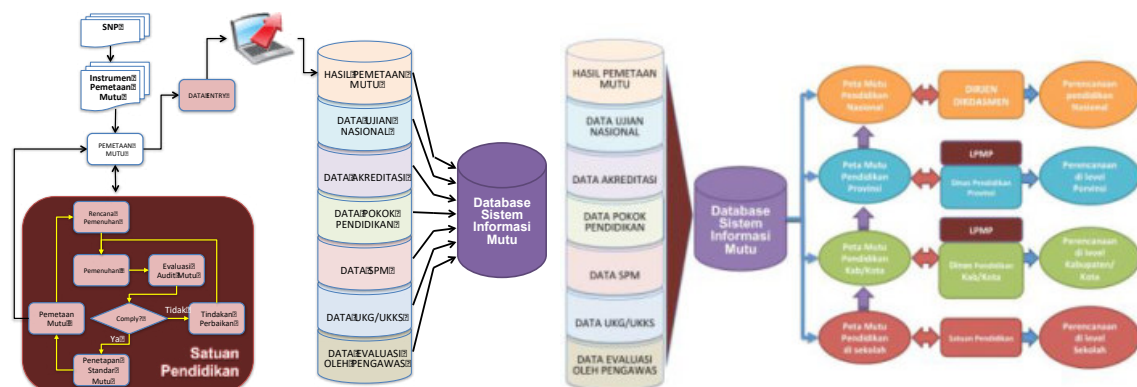 SNP
Instrumen
Pemetaan
Mutu
DATA ENTRY
PEMETAAN
MUTU
Rencana
Pemenuhan
Pemenuhan
Evaluasi
Audit Mutu
Pemetaan
Mutu
Comply?
Tidak
Tindakan
Perbaikan
Ya
Penetapan
Standar
Mutu
Satuan
Pendidikan
HASIL PEMETAAN
MUTU
DATA UJIAN
NASIONAL
DATA AKREDITASI
DATA POKOK
PENDIDIKAN
DATA SPM
DATA UKG/UKKS
DATA EVALUASI
OLEH PENGAWAS
Database
Sistem
Informasi
Mutu
HASIL PEMETAAN
MUTU
DATA UJIAN
NASIONAL
DATA AKREDITASI
DATA POKOK
PENDIDIKAN
DATA SPM
DATA UKG/UKKS
DATA EVALUASI
OLEH PENGAWAS
Database
Sistem
Informasi
Mutu
Peta Mutu
Pendidikan
Nasional
DIRJEN
DIKDASMEN
Perencanaan
pendidikan
Nasional
Peta Mutu
Pendidikan
Provinsi
LPMP
Dinas Pendidikan
Provinsi
Perencanaan
di level
Porvinsi
Peta Mutu
Pendidikan
Kab/Kota
LPMP
Dinas Pendidikan
Kab/Kota
Perencanaan
di level
Kabupaten/
Kota
Peta Mutu
Pendidikan
di sekolah
Satuan Pendidikan
Perencanaan
di level
Sekolah